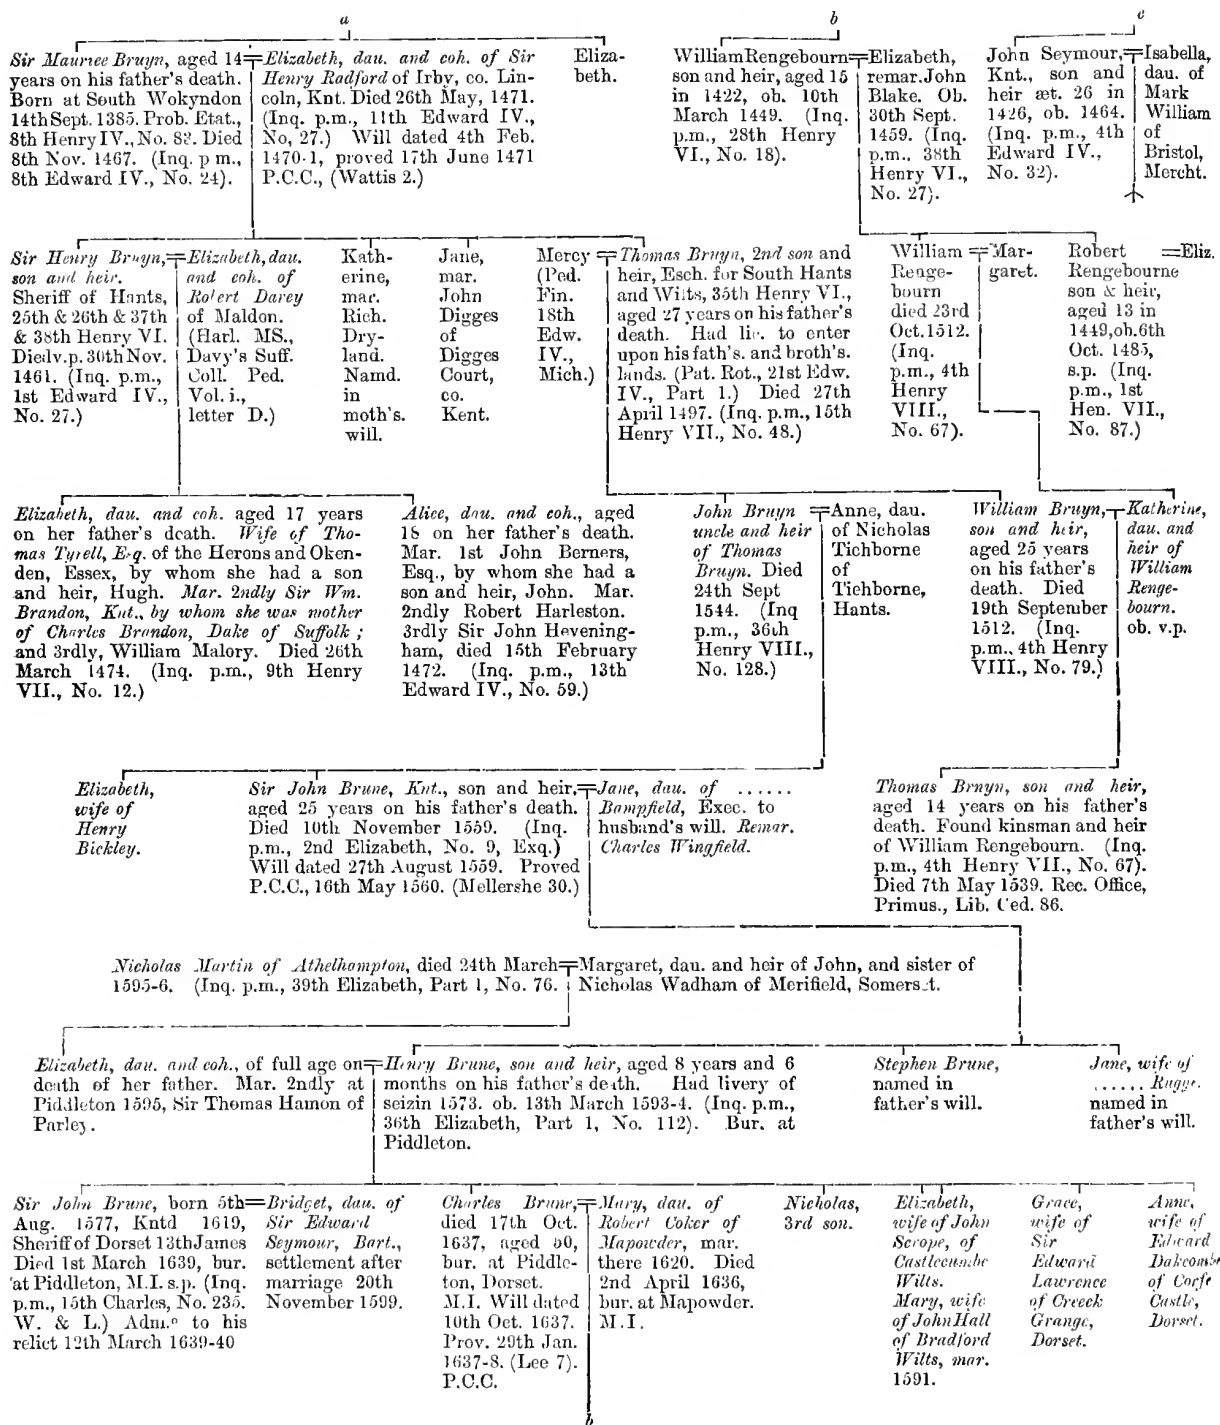 a
b
c
Sir Maurice Bruyn, aged 14
years on his father's death.
Born at South Wokyndon
14th Sept. 1385. Prob. Etat.,
8th Henry IV., No. 82. Died
8th Nov. 1467. (Inq. p m.,
8th Edward IV., No. 24).
Elizabeth, dau. and coh. of Sir
Henry Radford of Irby, co. Lin-
coln, Knt. Died 26th May, 1471.
(Inq. p.m., 11th Edward IV.,
No, 27.) Will dated 4th Feb.
1470-1, proved 17th June 1471
P.C.C., (Wattis 2.)
Eliza-
beth.
William Rengebourn
son and heir, aged 15
in 1422, ob. 10th
March 1449. (Inq.
p.m., 28th Henry
VI., No. 18).
Elizabeth,
remar. John
Blake. Ob.
30th Sept.
1459. (Inq.
p.m., 38th
Henry VI.,
No. 27).
John Seymour,
Knt., son and
heir æt. 26 in
1426, ob. 1464.
(Inq. p.m., 4th
Edward IV.,
No. 32).
Isabella,
dau. of
Mark
William
of
Bristol,
Mercht.
Sir Henry Bruyn,
son and heir.
Sheriff of Hants,
25th & 26th & 37th
& 38th Henry VI.
Died v.p. 30th Nov.
1461. (Inq. p.m.,
1st Edward IV.,
No. 27.)
Elizabeth, dau.
and coh. of
Robert Darey
of Maldon.
(Harl. MS.,
Davy's Suff.
Coll. Ped.
Vol. i.,
letter D.)
Kath-
erine,
mar.
Rich.
Dry-
land.
Namd.
in
moth's.
will.
Jane,
mar.
John
Digges
of
Digges
Court,
co.
Kent.
Mercy
(Ped.
Fin.
18th
Edw.
IV.,
Mich.)
Thomas Bruyn, 2nd son and
heir, Esch. for South Hants
and Wilts, 35th Henry VI.,
aged 27 years on his father's
death. Had lic. to enter
upon his fath's. and broth's.
lands. (Pat. Rot., 21st Edw.
IV., Part 1.) Died 27th
April 1497. (Inq. p.m., 15th
Henry VII., No. 48.)
William
Renge-
bourn
died 23rd
Oct. 1512.
(Inq.
p.m., 4th
Henry
VIII.,
No. 67).
Mar-
garet.
Robert
Rengebourne
son & heir,
aged 13 in
1449, ob. 6th
Oct. 1485,
s.p. (Inq.
p.m., 1st
Hen. VII.,
No. 87.)
Eliz.
Elizabeth, dau. and coh. aged 17 years
on her father's death. Wife of Tho-
mas Tyrell, Esq. of the Herons and Oken-
den, Essex, by whom she had a son
and heir, Hugh. Mar. 2ndly Sir Wm.
Brandon, Knt., by whom she was mother
of Charles Brandon, Duke of Suffolk;
and 3rdly, William Malory. Died 26th
March 1474. (Inq. p.m., 9th Henry
VII., No. 12.)
Alice, dau. and coh., aged
18 on her father's death.
Mar. 1st John Berners,
Esq., by whom she had a
son and heir, John. Mar.
2ndly Robert Harleston.
3rdly Sir John Hevening-
ham, died 15th February
1472. (Inq. p.m., 13th
Edward IV., No. 59.)
John Bruyn
uncle and heir
of Thomas
Bruyn. Died
24th Sept
1544. (Inq
p.m., 36th
Henry VIII.,
No. 128.)
Anne, dau.
of Nicholas
Tichborne
of
Tichborne,
Hants.
William Bruyn,
son and heir,
aged 25 years
on his father's
death. Died
19th September
1512. (Inq.
p.m., 4th Henry
VIII., No. 79.)
Katherine,
dau. and
heir of
William
Renge-
bourn.
ob. v.p.
Elizabeth,
wife of
Henry
Bickley.
Sir John Brune, Knt., son and heir,
aged 25 years on his father's death.
Died 10th November 1559. (Inq.
p.m., 2nd Elizabeth, No. 9, Exq.)
Will dated 27th August 1559. Proved
P.C.C., 16th May 1560. (Mellershe 30.)
Jane, dau. of ......
Bampfield, Exec. to
husband's will. Remar.
Charles Wingfield.
Thomas Bruyn, son and heir,
aged 14 years on his father's
death. Found kinsman and heir
of William Rengebourn. (Inq.
p.m., 4th Henry VII., No. 67).
Died 7th May 1539. Rec. Office,
Primus., Lib. Ced. 86.
Nicholas Martin of Athelhampton, died 24th March
1595-6. (Inq. p.m., 39th Elizabeth, Part 1, No. 76.
Margaret, dau. and heir of John, and sister of
Nicholas Wadham of Merifield, Somerset.
Elizabeth, dau. and coh., of full age on
death of her father. Mar. 2ndly at
Piddleton 1595, Sir Thomas Hamon of
Parley.
Henry Brune, son and heir, aged 8 years and 6
months on his father's death. Had livery of
seizin 1573. ob. 13th March 1593-4. (Inq. p.m.,
36th Elizabeth, Part 1, No. 112). Bur. at
Piddleton.
Stephen Brune,
named in
father's will.
Jane, wife of
...... Rugge.
named in
father's will.
Sir John Brune, born 5th
Aug. 1577, Kntd 1619,
Sheriff of Dorset 13th James
Died 1st March 1639, bur.
at Piddleton, M.I. s.p. (Inq.
p.m., 15th Charles, No. 235.
W. & L.) Adm.n to his
relict 12th March 1639-40
Bridget, dau. of
Sir Edward
Seymour, Bart.,
settlement after
marriage 20th
November 1599.
Charles Brune,
died 17th Oct.
1637, aged 50,
bur. at Piddle-
ton, Dorset.
M.I. Will dated
10th Oct. 1637.
Prov. 29th Jan.
1637-8. (Lee 7).
P.C.C.
Mary, dau. of
Robert Coker of
Mapowder, mar.
there 1620. Died
2nd April 1636,
bur. at Mapowder.
M.I.
Nicholas,
3rd son.
Elizabeth,
wife of John
Scrope, of
Castlecumbe
Wilts.
Mary, wife
of John Hall
of Bradford
Wilts, mar.
1591.
Grace,
wife of
Sir
Edward
Lawrence
of Creech
Grange,
Dorset.
Anne,
wife of
Edward
Dakcombe
of Corfe
Castle,
Dorset.
b